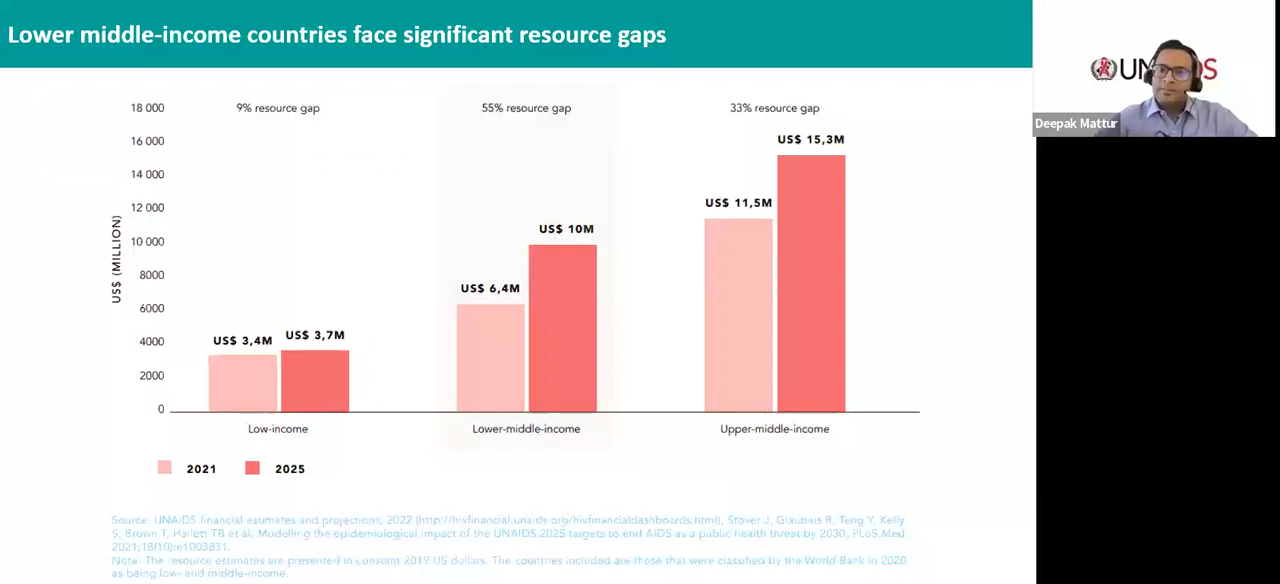 Lower middle-income countries face significant resource gaps
UNAIDS
Deepak Mattur
18 000
16 000
14 000
12 000
10 000
8000
6000
4000
2000
0
US$ (MILLION)
9% resource gap
55% resource gap
33% resource gap
US$ 3,4M
US$ 3,7M
US$ 6,4M
US$ 10M
US$ 11,5M
US$ 15,3M
Low-income
Lower-middle-income
Upper-middle-income
2021
2025
Source: UNAIDS financial estimates and projections, 2022 (http://hivfinancial.unaids.org/hivfinancialdashboards.html), Stover J, Glaubius R, Teng Y, Kelly
S, Brown T, Hallett TB et al. Modelling the epidemiological impact of the UNAIDS 2025 targets to end AIDS as a public health threat by 2030. PLoS Med.
2021;18(10):e1003831.
Note: The resource estimates are presented in constant 2019 US dollars. The countries included are those that were classified by the World Bank in 2020
as being low- and middle-income.